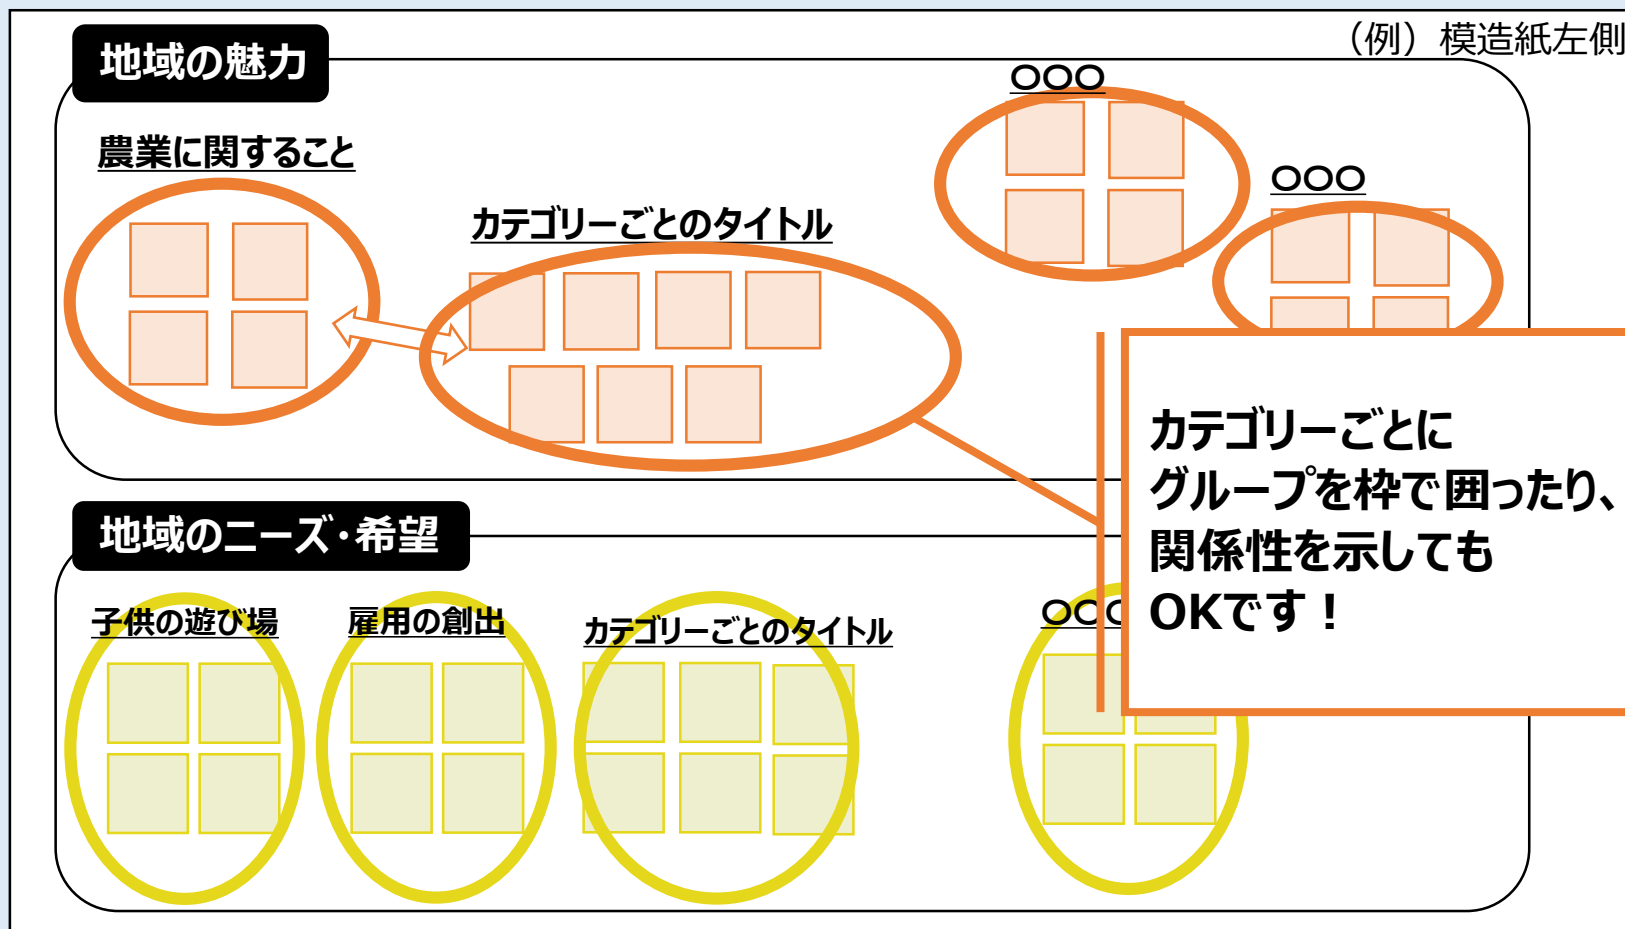 （例）模造紙左側
地域の魅力
〇〇〇
農業に関すること
〇〇〇
カテゴリーごとのタイトル
カテゴリーごとに
グループを枠で囲ったり、
関係性を示しても
OKです！
地域のニーズ・希望
子供の遊び場
雇用の創出
カテゴリーごとのタイトル
〇〇〇